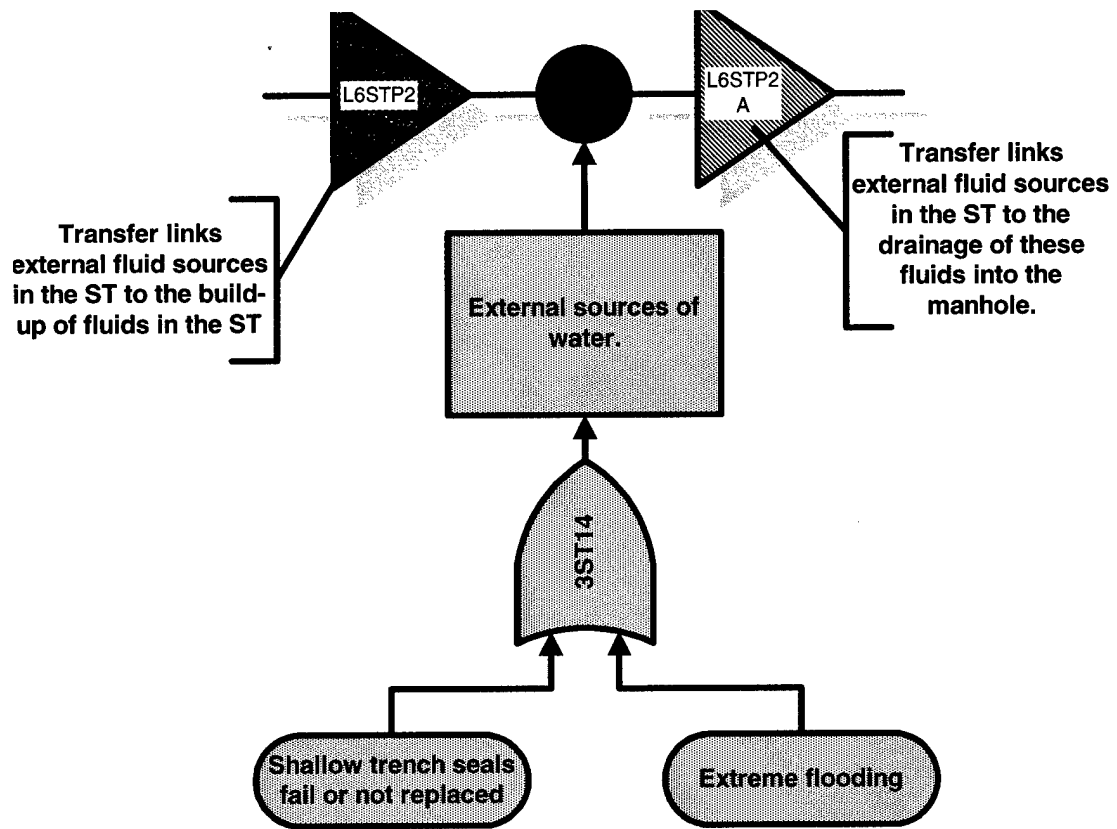 L6STP2
L6STP2
A
Transfer links
external fluid sources
in the ST to the build-
up of fluids in the ST
Transfer links
external fluid sources
in the ST to the
drainage of these
fluids into the
manhole.
External sources of
water.
3ST14
Shallow trench seals
fail or not replaced
Extreme flooding